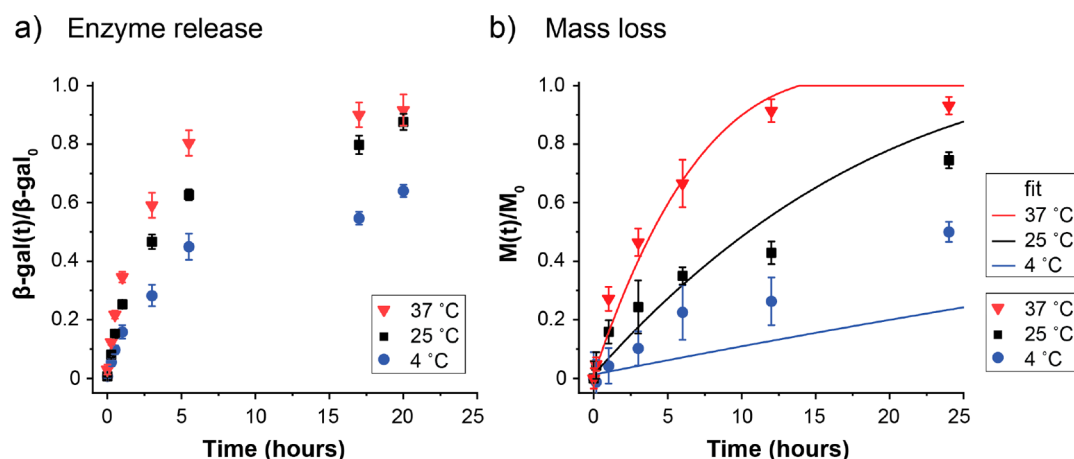 a) Enzyme release
β-gal(t)/β-gal₀
1.0
0.8
0.6
0.4
0.2
0
0 5 10 15 20 25
Time (hours)
37 °C
25 °C
4 °C
b) Mass loss
M(t)/M₀
1.0
0.8
0.6
0.4
0.2
0
0 5 10 15 20 25
Time (hours)
fit
37 °C
25 °C
4 °C
37 °C
25 °C
4 °C